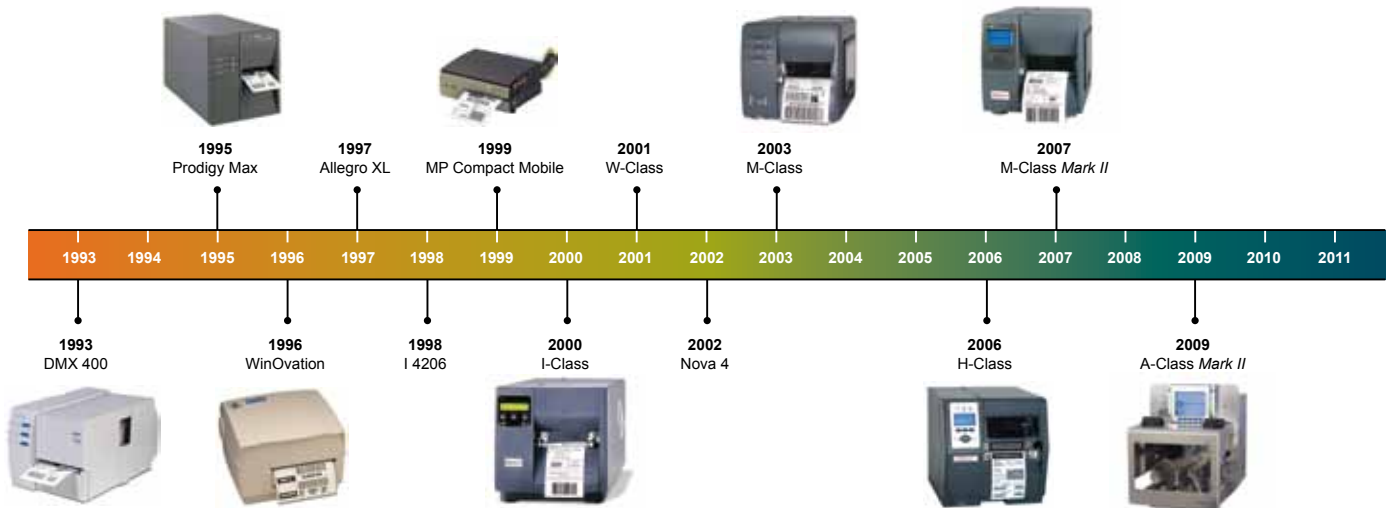 1995
Prodigy Max
1997
Allegro XL
1999
MP Compact Mobile
2001
W-Class
2003
M-Class
2007
M-Class Mark II
1993 1994 1995 1996 1997 1998 1999 2000 2001 2002 2003 2004 2005 2006 2007 2008 2009 2010 2011
1993
DMX 400
1996
WinOvation
1998
I 4206
2000
I-Class
2002
Nova 4
2006
H-Class
2009
A-Class Mark II